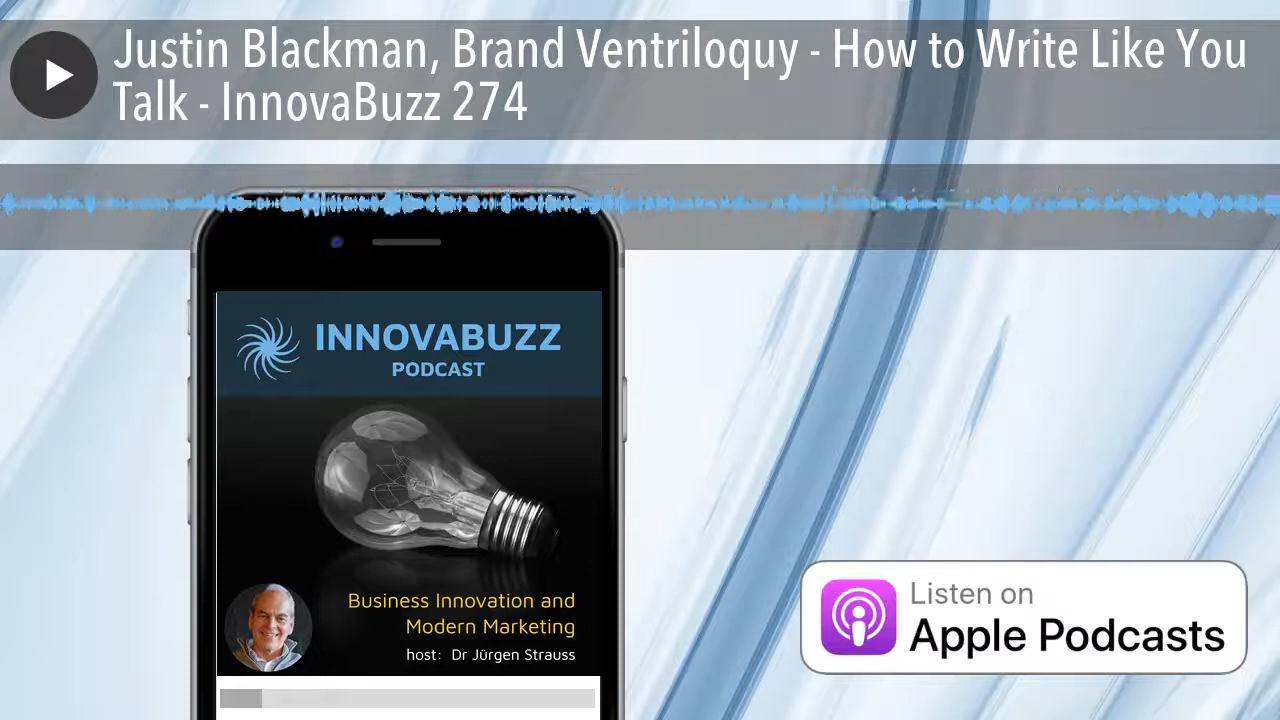 Justin Blackman, Brand Ventriloquy - How to Write Like You
Talk - InnovaBuzz 274
INNOVABUZZ
PODCAST
Business Innovation and
Modern Marketing
host: Dr Jürgen Strauss
Listen on
Apple Podcasts